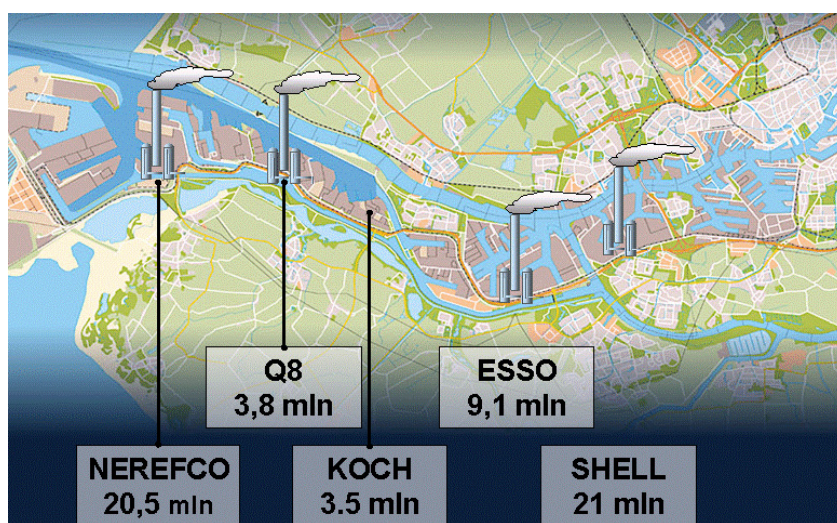 Q8
3,8 mln
ESSO
9,1 mln
NEREFCO
20,5 mln
KOCH
3.5 mln
SHELL
21 mln